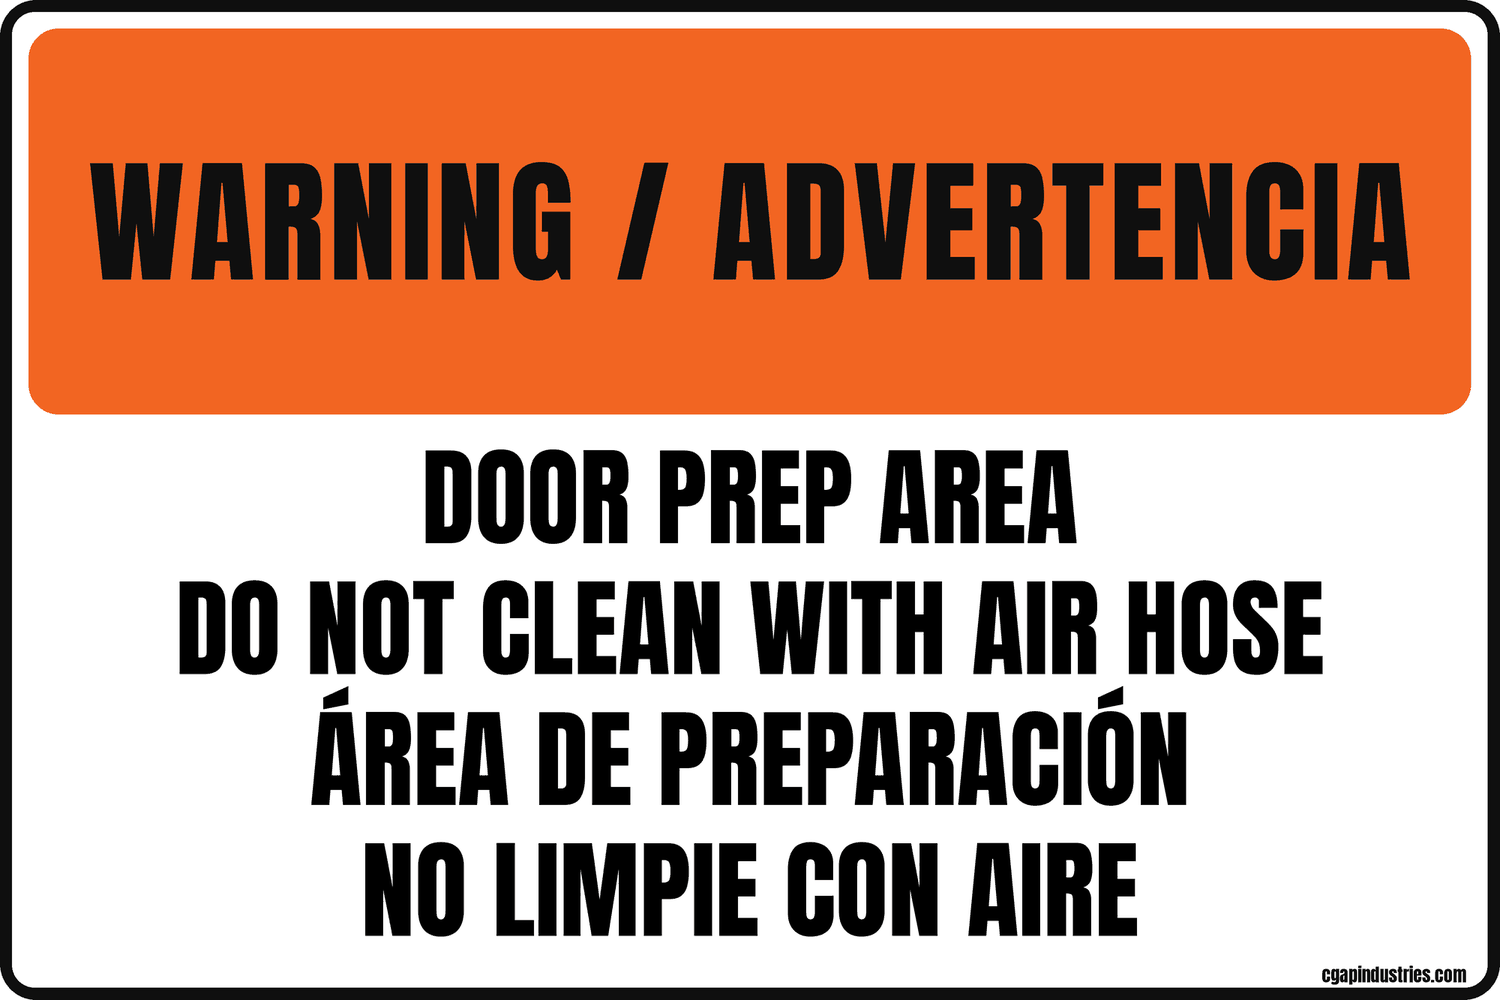 WARNING / ADVERTENCIA
DOOR PREP AREA
DO NOT CLEAN WITH AIR HOSE
ÁREA DE PREPARACIÓN
NO LIMPIE CON AIRE
cgapindustries.com